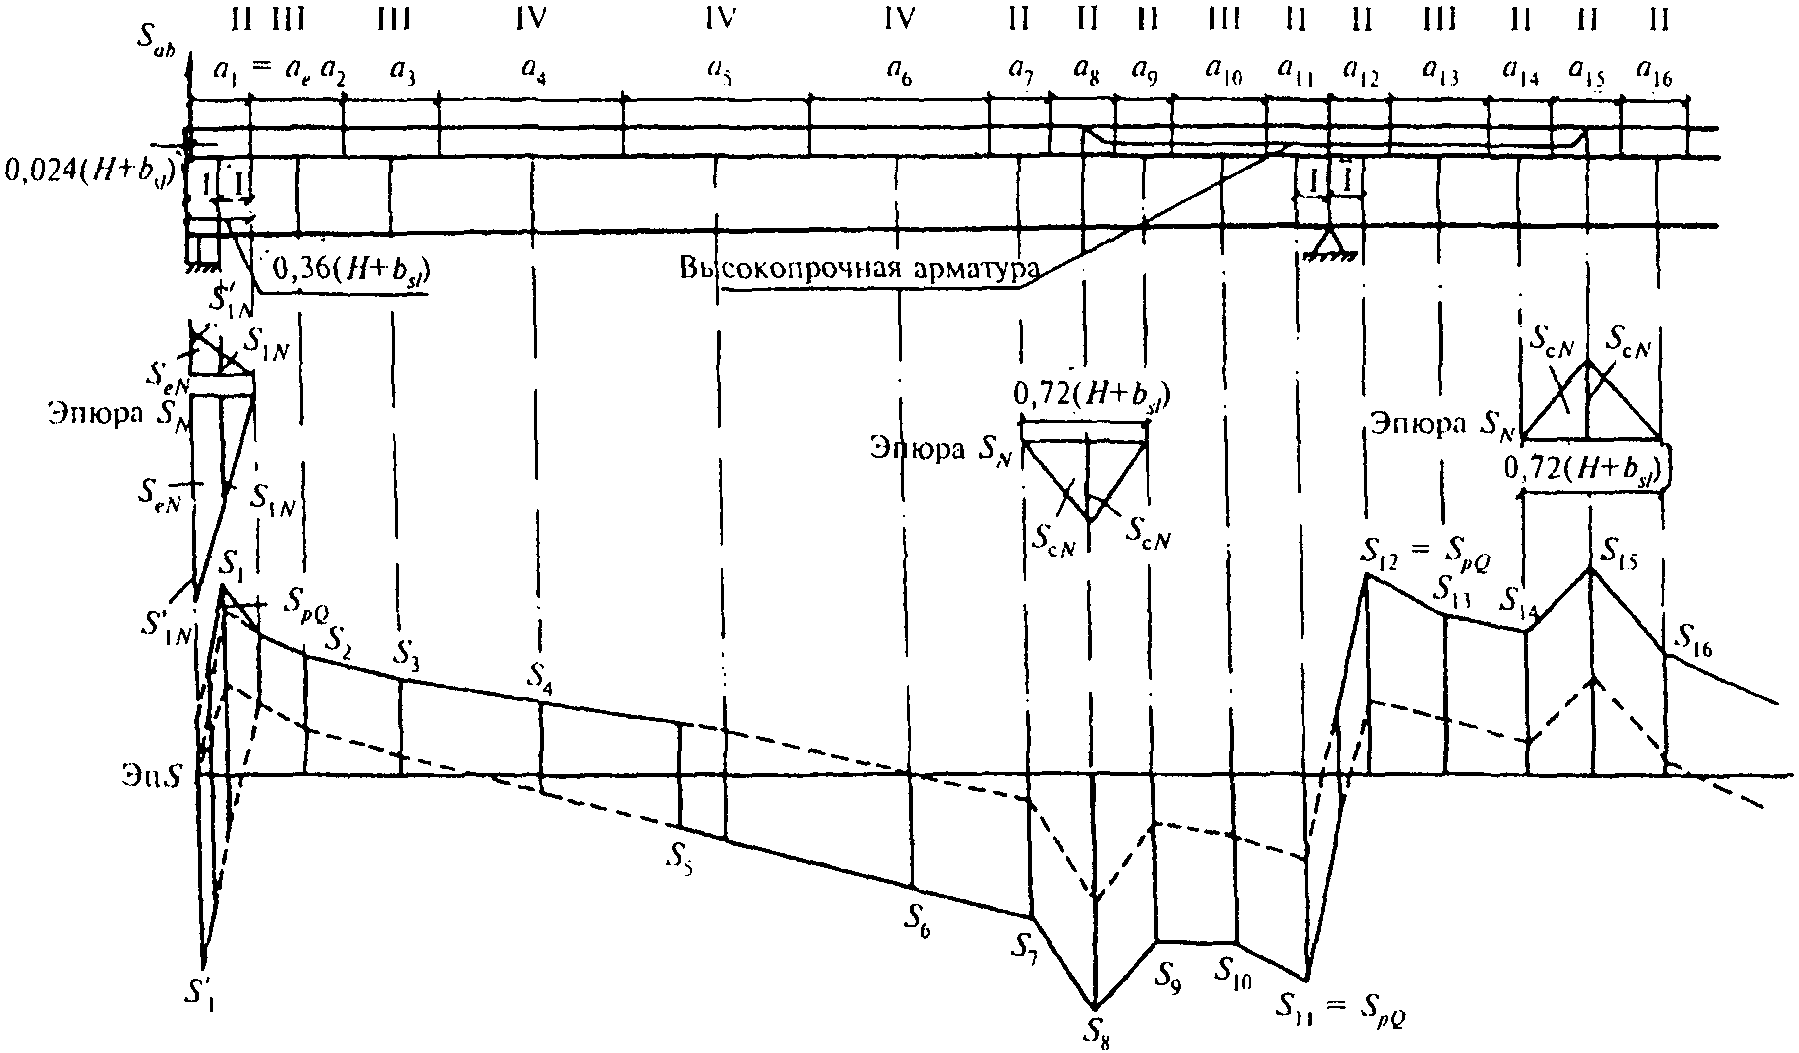 II III III IV IV IV II II II III II II III II II II
S_ab
a_1 = a_e a_2 a_3 a_4 a_5 a_6 a_7 a_8 a_9 a_10 a_11 a_12 a_13 a_14 a_15 a_16
0,024(H+b_sl)
I I I I
0,36(H+b_sl)
Высокопрочная арматура
S'_1N
S_1N
S_eN
Эпюра S_N
S_eN S_1N
S'_1N
0,72(H+b_sl)
Эпюра S_N
S_cN S_cN
S_cN S_cN
Эпюра S_N
0,72(H+b_sl)
S_1
S_pQ
S_2
S_3
S_4
S_12 = S_pQ
S_13
S_14
S_15
S_16
Эп S
S_5
S_6
S_7
S_9
S_10
S'_1
S_11 = S_pQ
S_8